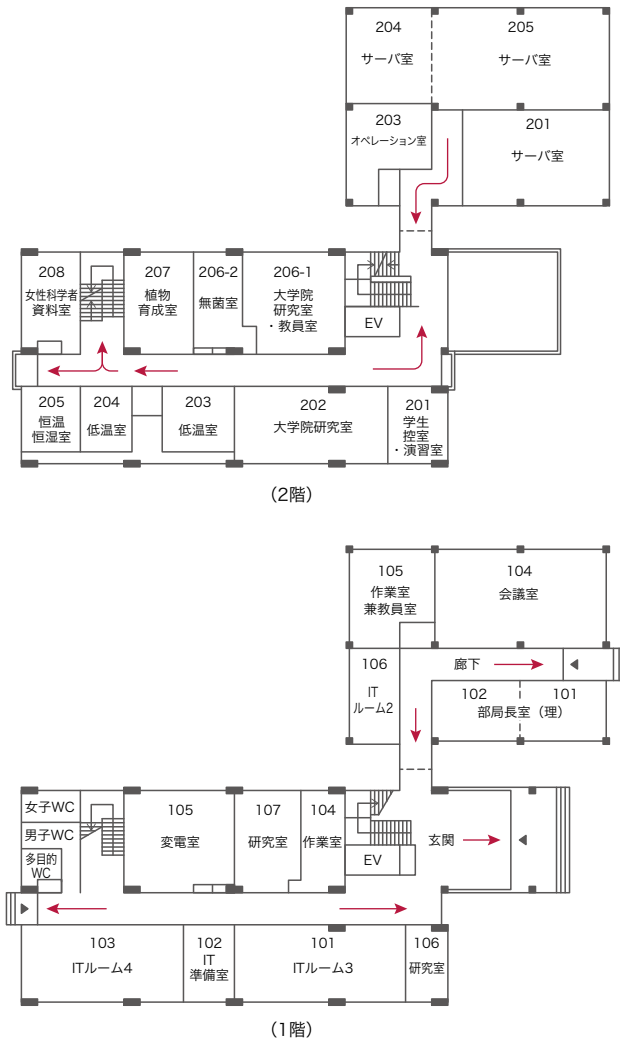 204
サーバ室
205
サーバ室
203
オペレーション室
201
サーバ室
208
女性科学者
資料室
207
植物
育成室
206-2
無菌室
206-1
大学院
研究室
・教員室
EV
205
恒温
恒湿室
204
低温室
203
低温室
202
大学院研究室
201
学生
控室
・演習室
(2階)
105
作業室
兼教員室
104
会議室
106
IT
ルーム2
廊下
102
101
部局長室(理)
女子WC
男子WC
多目的
WC
105
変電室
107
研究室
104
作業室
EV
玄関
103
ITルーム4
102
IT
準備室
101
ITルーム3
106
研究室
(1階)